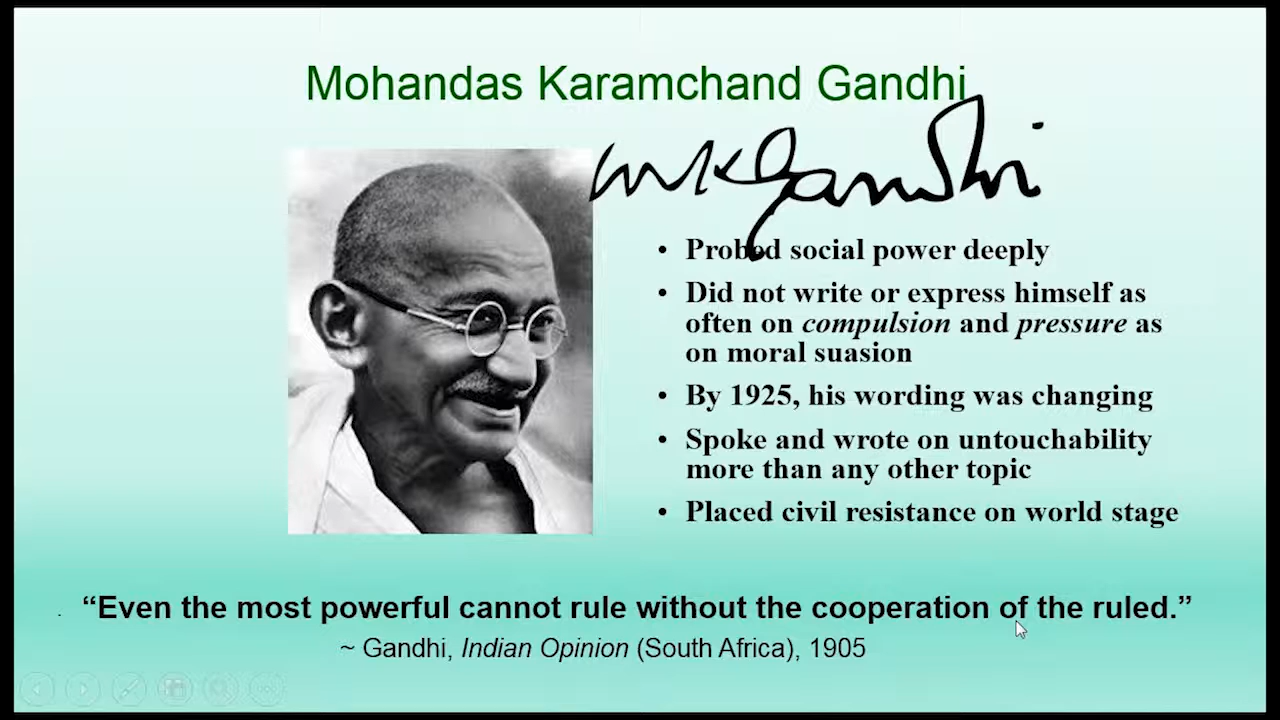 Mohandas Karamchand Gandhi
MKGandhi
• Probed social power deeply
• Did not write or express himself as
often on compulsion and pressure as
on moral suasion
• By 1925, his wording was changing
• Spoke and wrote on untouchability
more than any other topic
• Placed civil resistance on world stage
“Even the most powerful cannot rule without the cooperation of the ruled.”
~ Gandhi, Indian Opinion (South Africa), 1905